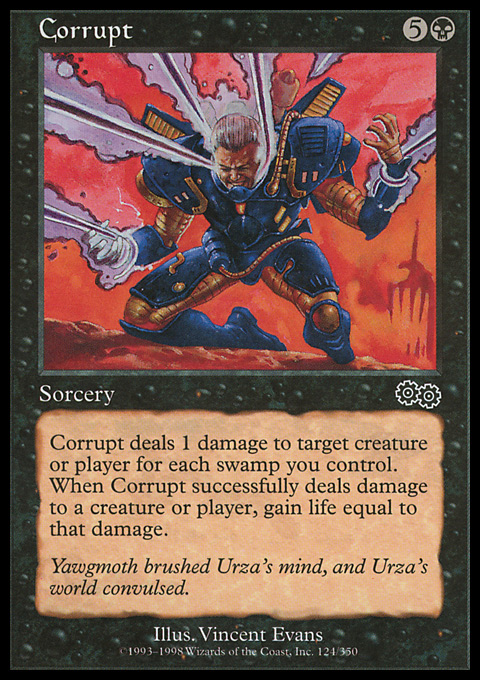 Corrupt 5
Sorcery
Corrupt deals 1 damage to target creature
or player for each swamp you control.
When Corrupt successfully deals damage
to a creature or player, gain life equal to
that damage.
Yawgmoth brushed Urza's mind, and Urza's
world convulsed.
Illus. Vincent Evans
©1993–1998 Wizards of the Coast, Inc. 124/350